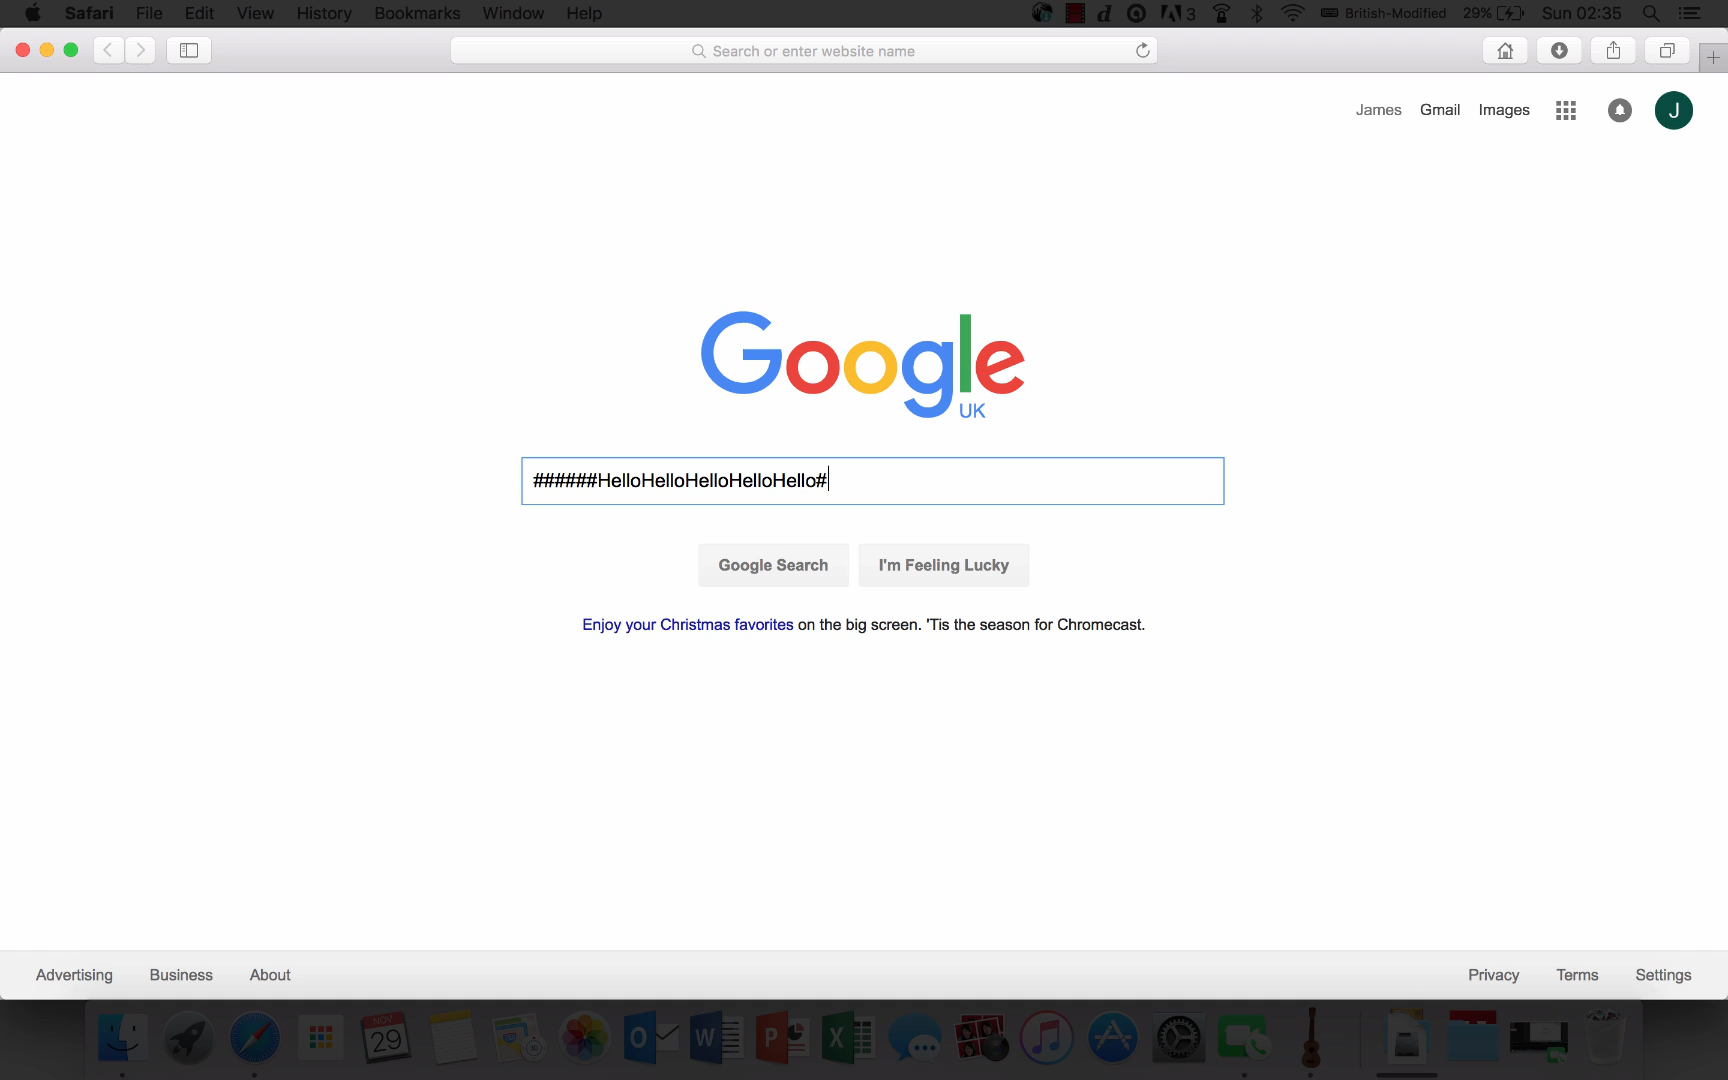 Safari File Edit View History Bookmarks Window Help 3 British-Modified 29% Sun 02:35
Search or enter website name
James Gmail Images J
Google
UK
######HelloHelloHelloHelloHello#
Google Search I'm Feeling Lucky
Enjoy your Christmas favorites on the big screen. 'Tis the season for Chromecast.
Advertising Business About Privacy Terms Settings
NOV
29